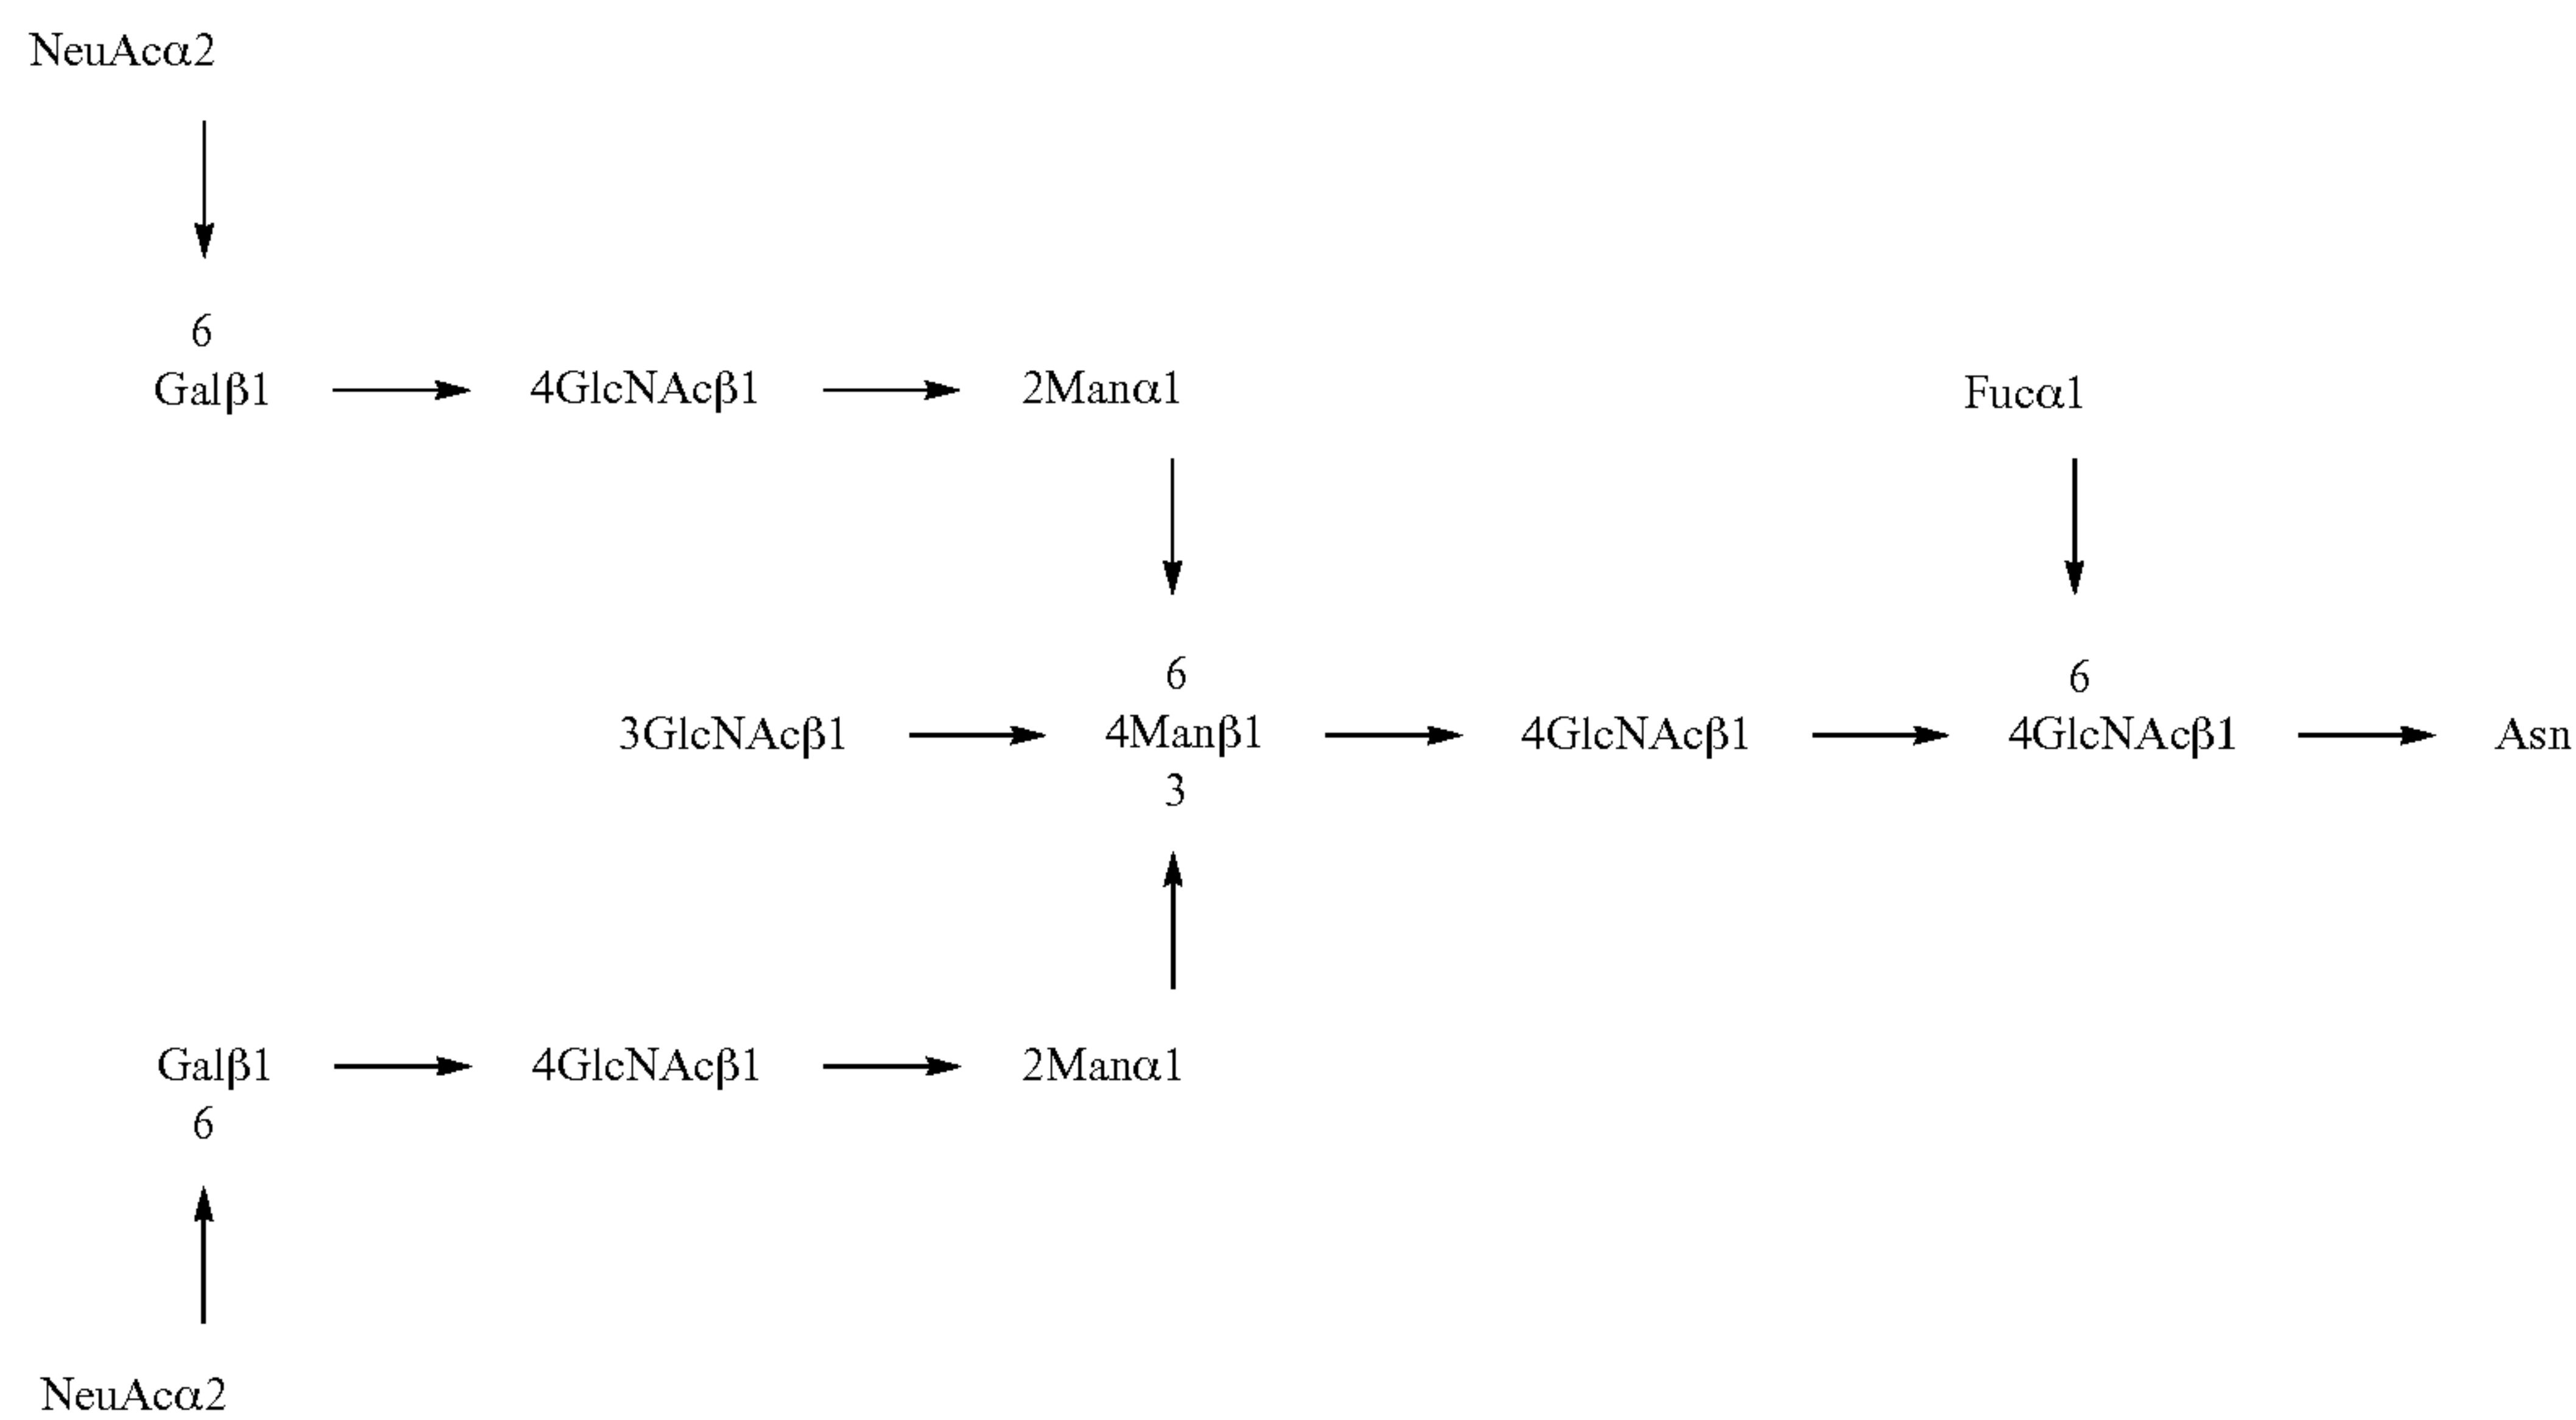 NeuAcα2
6
Galβ1 4GlcNAcβ1 2Manα1 Fucα1
6 6
3GlcNAcβ1 4Manβ1 4GlcNAcβ1 4GlcNAcβ1 Asn
3
Galβ1 4GlcNAcβ1 2Manα1
6
NeuAcα2